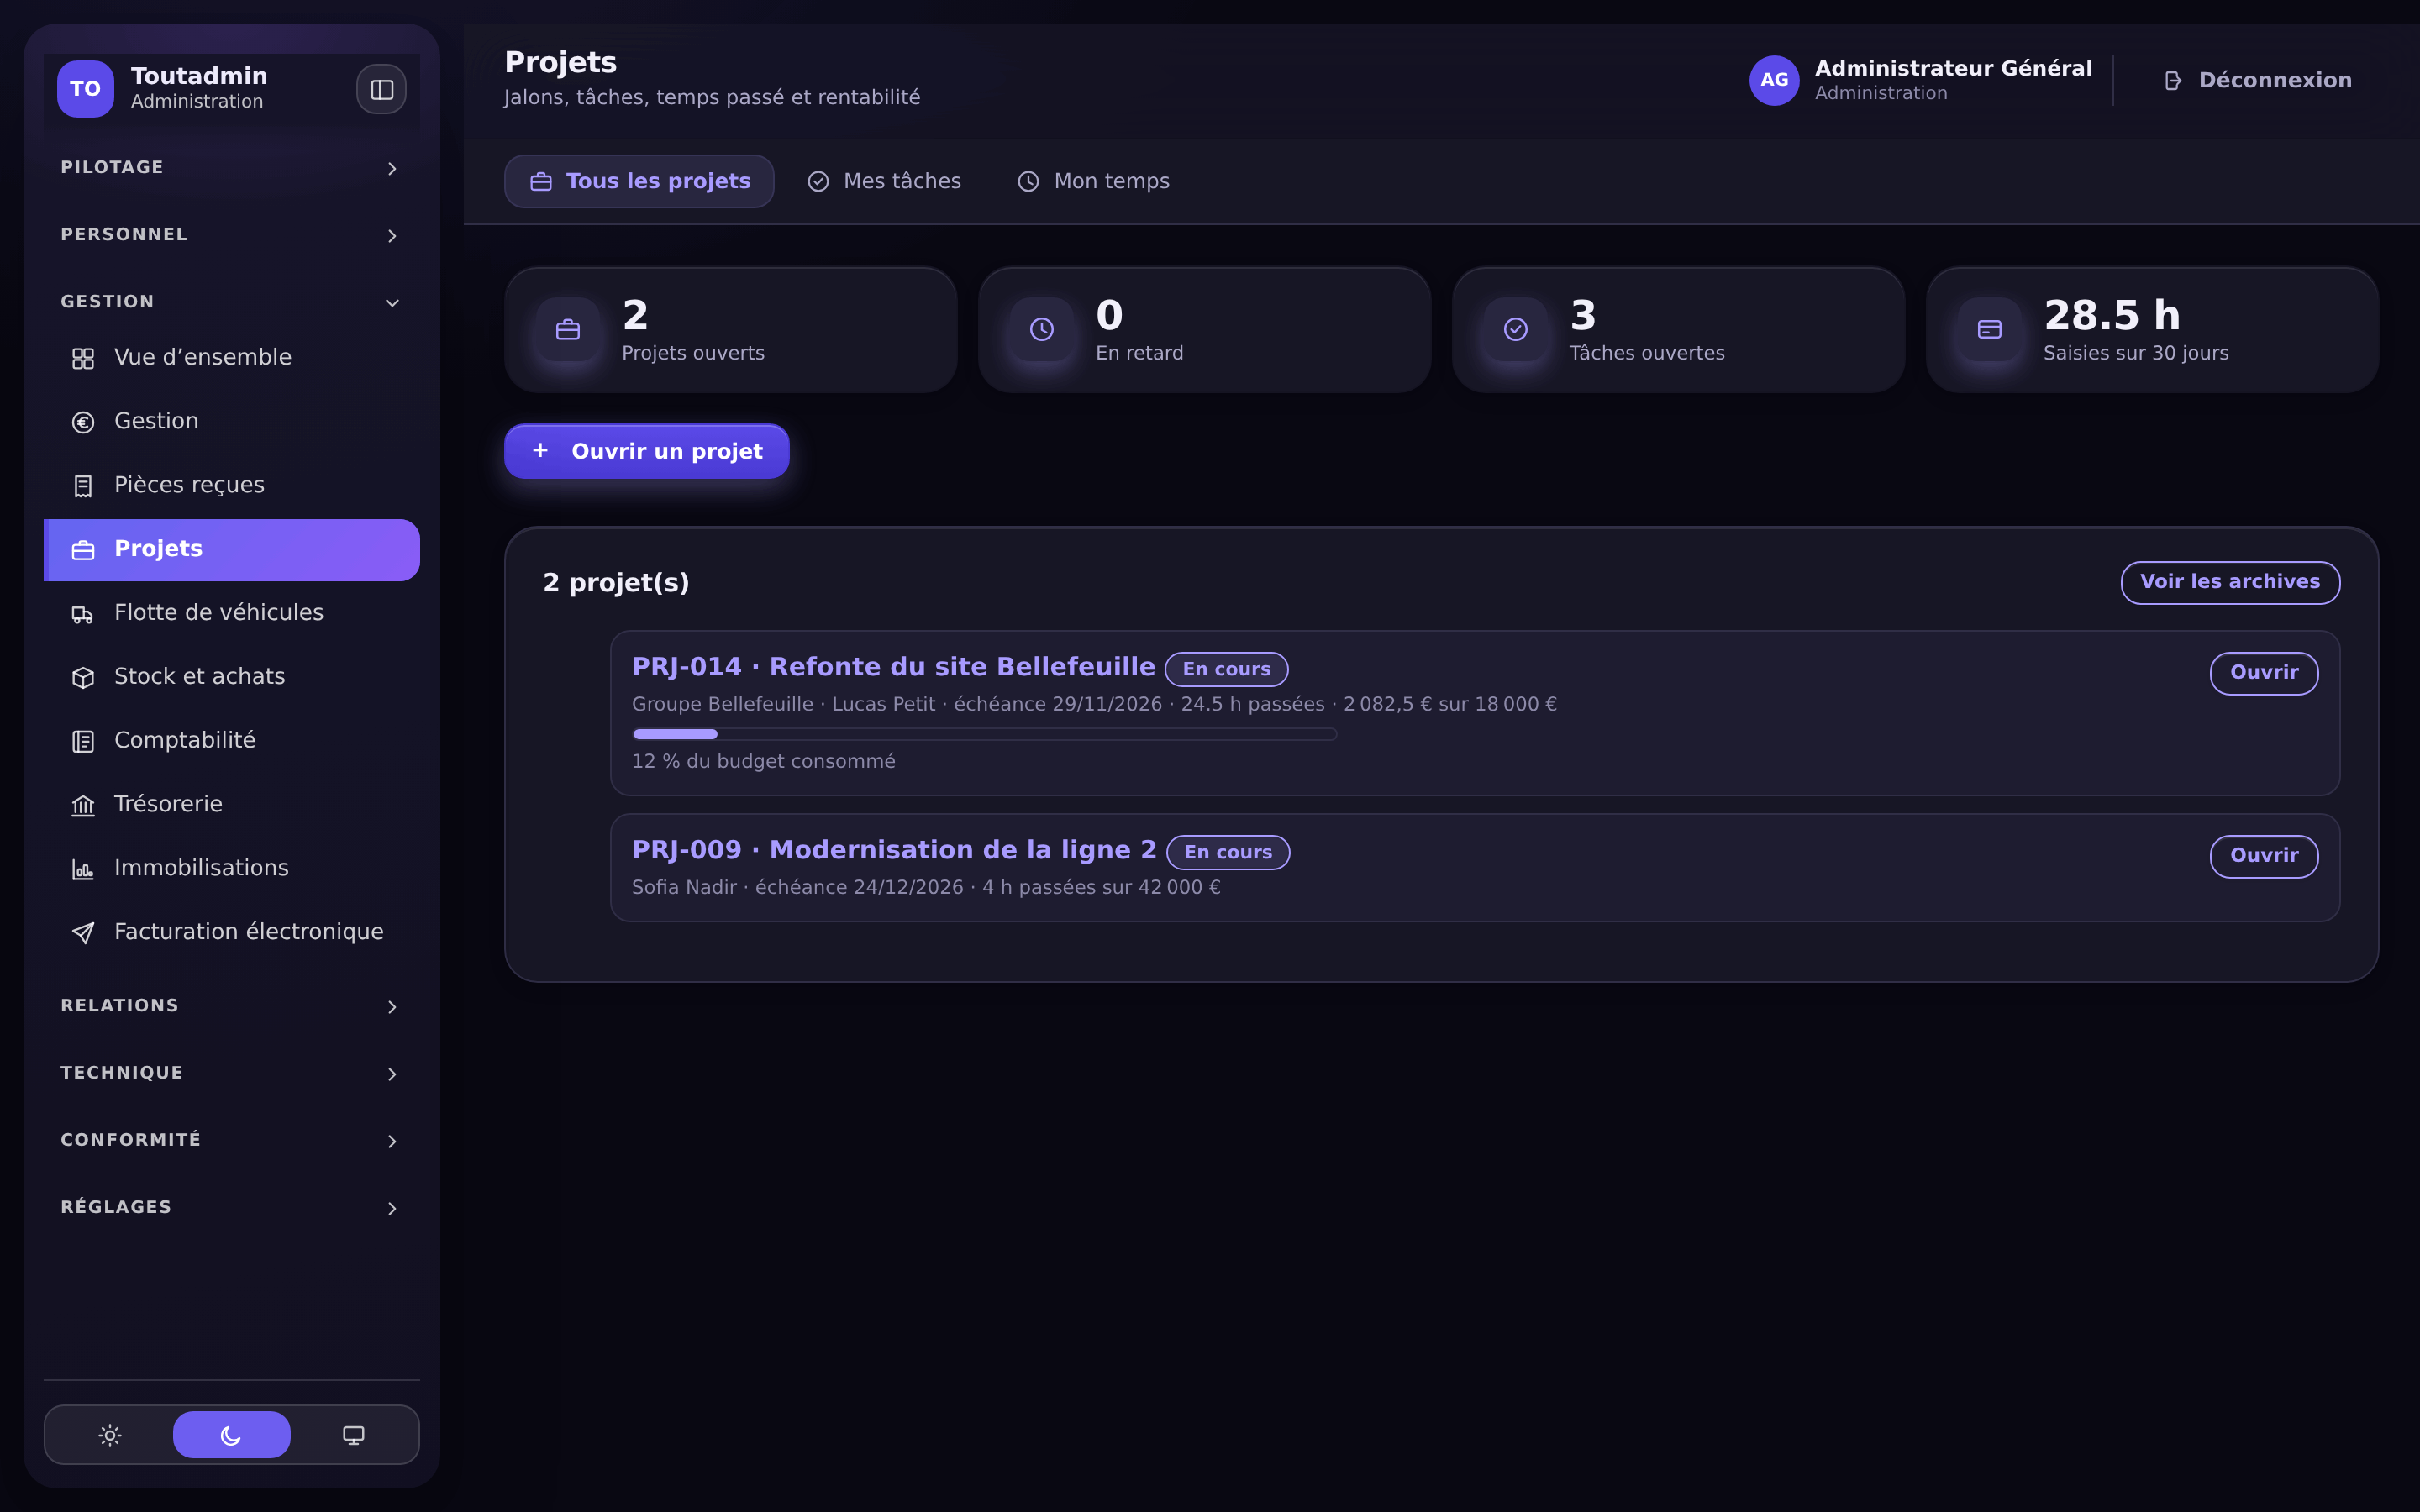 TO
Toutadmin
Administration
PILOTAGE
PERSONNEL
GESTION
Vue d’ensemble
Gestion
Pièces reçues
Projets
Flotte de véhicules
Stock et achats
Comptabilité
Trésorerie
Immobilisations
Facturation électronique
RELATIONS
TECHNIQUE
CONFORMITÉ
RÉGLAGES
Projets
Jalons, tâches, temps passé et rentabilité
AG
Administrateur Général
Administration
Déconnexion
Tous les projets
Mes tâches
Mon temps
2
Projets ouverts
0
En retard
3
Tâches ouvertes
28.5 h
Saisies sur 30 jours
+ Ouvrir un projet
2 projet(s)
Voir les archives
PRJ-014 · Refonte du site Bellefeuille En cours
Ouvrir
Groupe Bellefeuille · Lucas Petit · échéance 29/11/2026 · 24.5 h passées · 2 082,5 € sur 18 000 €
12 % du budget consommé
PRJ-009 · Modernisation de la ligne 2 En cours
Ouvrir
Sofia Nadir · échéance 24/12/2026 · 4 h passées sur 42 000 €